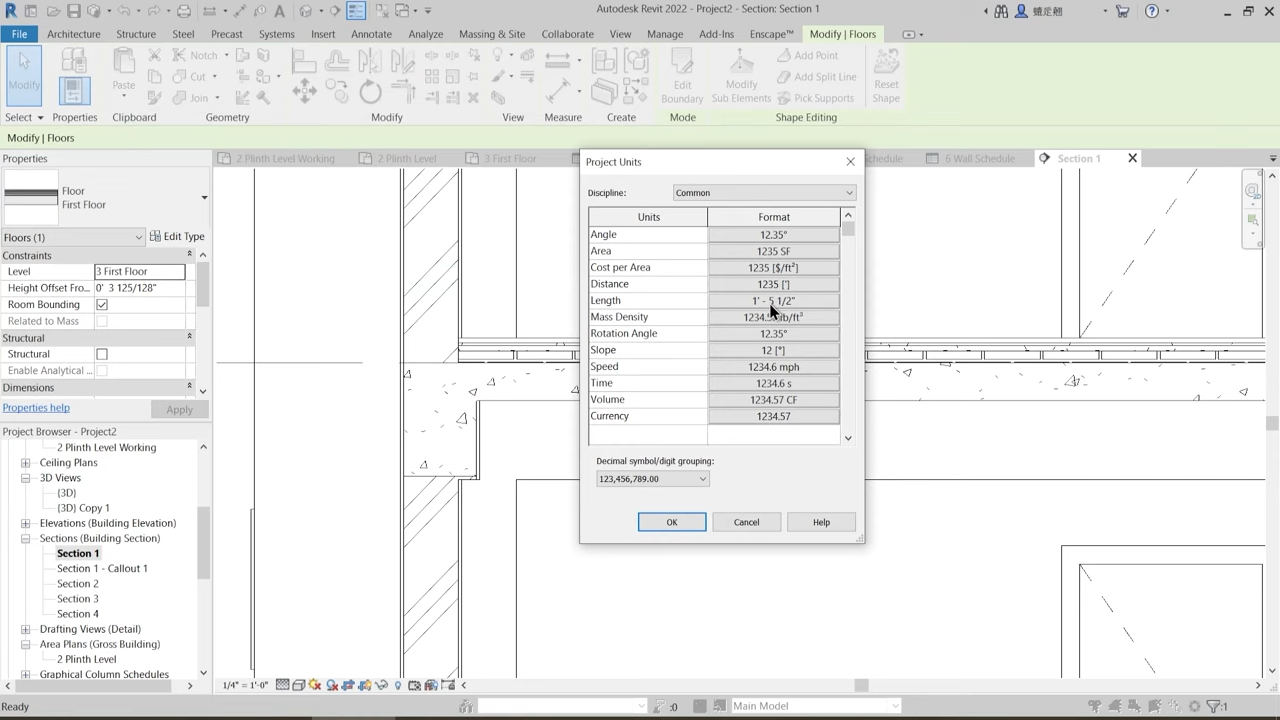 Autodesk Revit 2022 - Project2 - Section: Section 1
File Architecture Structure Steel Precast Systems Insert Annotate Analyze Massing & Site Collaborate View Manage Add-Ins Enscape™ Modify | Floors
Modify
Paste
Notch
Cut
Join
Edit Boundary
Modify Sub Elements
Add Point
Add Split Line
Pick Supports
Reset Shape
Select Properties Clipboard Geometry Modify View Measure Create Mode Shape Editing
Modify | Floors
Properties
Floor
First Floor
Floors (1) Edit Type
Constraints
Level 3 First Floor
Height Offset Fro... 0' 3 125/128"
Room Bounding
Related to Mass
Structural
Structural
Enable Analytical ...
Dimensions
Properties help Apply
Project Browser - Project2
2 Plinth Level Working
Ceiling Plans
3D Views
{3D}
{3D} Copy 1
Elevations (Building Elevation)
Sections (Building Section)
Section 1
Section 1 - Callout 1
Section 2
Section 3
Section 4
Drafting Views (Detail)
Area Plans (Gross Building)
2 Plinth Level
Graphical Column Schedules
2 Plinth Level Working 2 Plinth Level 3 First Floor chedule 6 Wall Schedule Section 1
Project Units
Discipline: Common
Units Format
Angle 12.35°
Area 1235 SF
Cost per Area 1235 [$/ft²]
Distance 1235 [']
Length 1' - 5 1/2"
Mass Density lb/ft³
Rotation Angle 12.35°
Slope 12 [°]
Speed 1234.6 mph
Time 1234.6 s
Volume 1234.57 CF
Currency 1234.57
Decimal symbol/digit grouping:
123,456,789.00
OK Cancel Help
1/4" = 1'-0"
Ready
:0
Main Model
:1